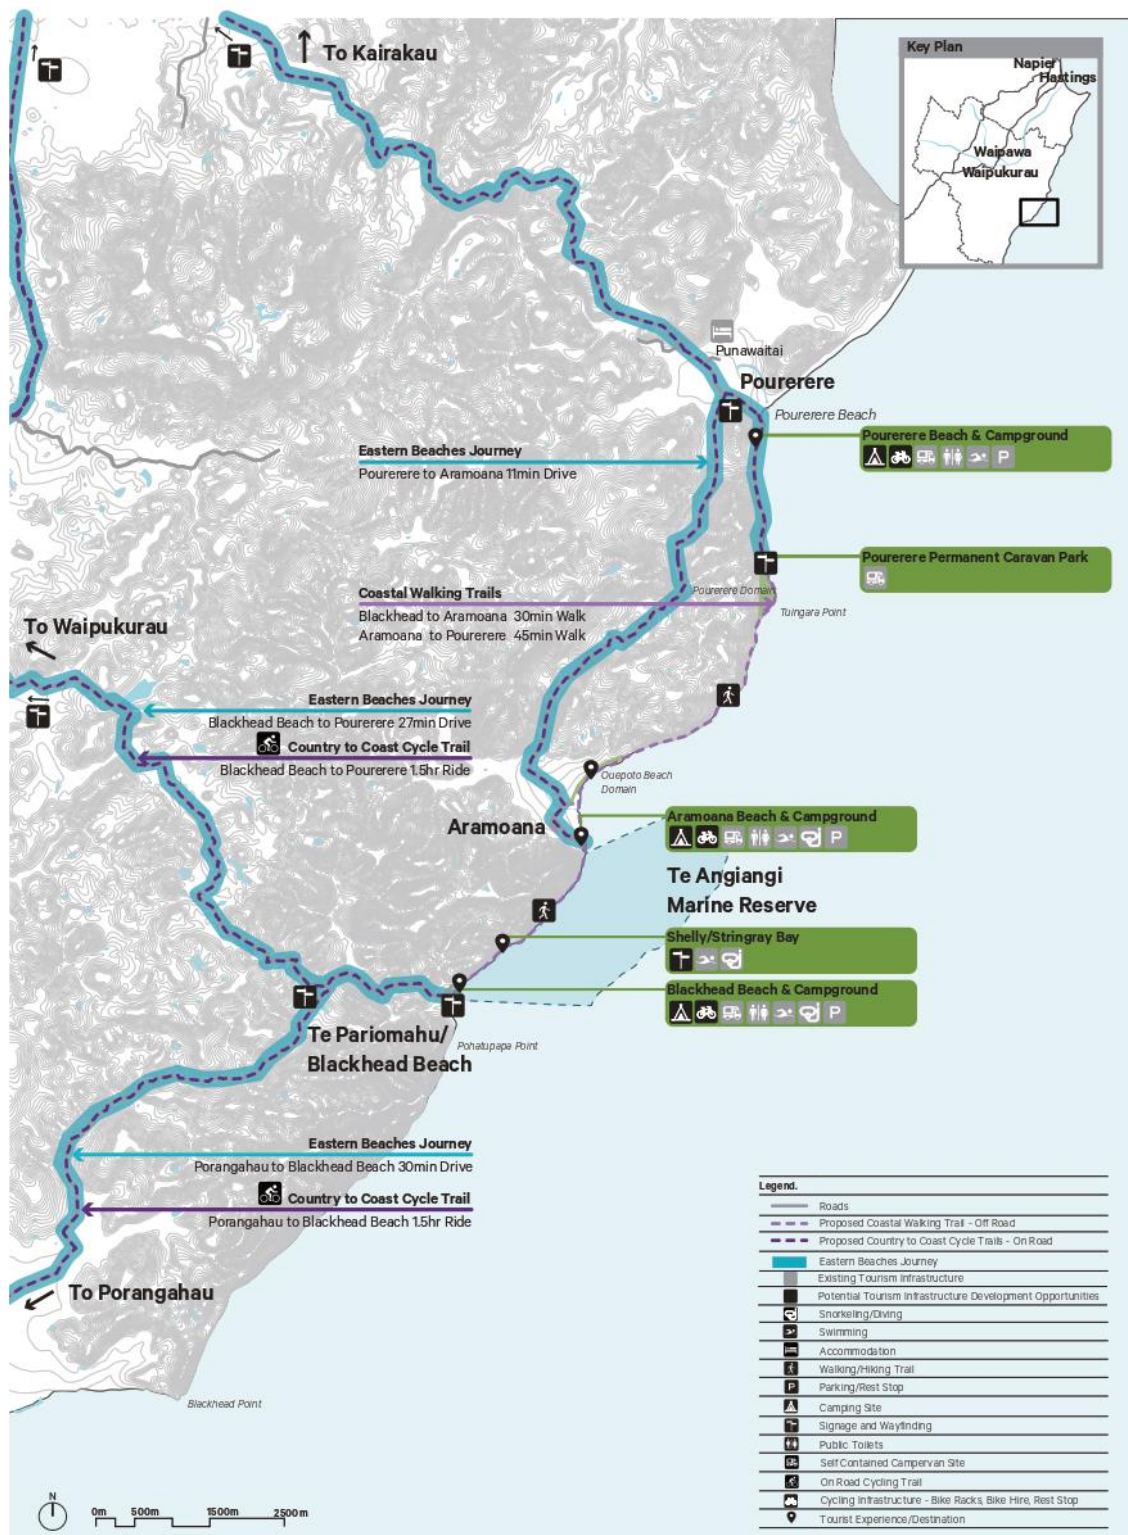 To Kairakau
Key Plan
Napier
Hastings
Waipawa
Waipukurau
Punawaitai
Pourerere
Pourerere Beach
Pourerere Beach & Campground
P
Eastern Beaches Journey
Pourerere to Aramoana 11min Drive
Pourerere Permanent Caravan Park
Coastal Walking Trails
Blackhead to Aramoana 30min Walk
Aramoana to Pourerere 45min Walk
Pourerere Domain
Tuingara Point
To Waipukurau
Eastern Beaches Journey
Blackhead Beach to Pourerere 27min Drive
Country to Coast Cycle Trail
Blackhead Beach to Pourerere 1.5hr Ride
Ouepoto Beach
Domain
Aramoana
Aramoana Beach & Campground
P
Te Angiangi
Marine Reserve
Shelly/Stringray Bay
Blackhead Beach & Campground
P
Te Pariomahu/
Blackhead Beach
Pohatupapa Point
Eastern Beaches Journey
Porangahau to Blackhead Beach 30min Drive
Country to Coast Cycle Trail
Porangahau to Blackhead Beach 1.5hr Ride
To Porangahau
Blackhead Point
Legend.
Roads
Proposed Coastal Walking Trail - Off Road
Proposed Country to Coast Cycle Trails - On Road
Eastern Beaches Journey
Existing Tourism Infrastructure
Potential Tourism Infrastructure Development Opportunities
Snorkeling/Diving
Swimming
Accommodation
Walking/Hiking Trail
P Parking/Rest Stop
Camping Site
Signage and Wayfinding
Public Toilets
Self Contained Campervan Site
On Road Cycling Trail
Cycling Infrastructure - Bike Racks, Bike Hire, Rest Stop
Tourist Experience/Destination
N
0m 500m 1500m 2500m